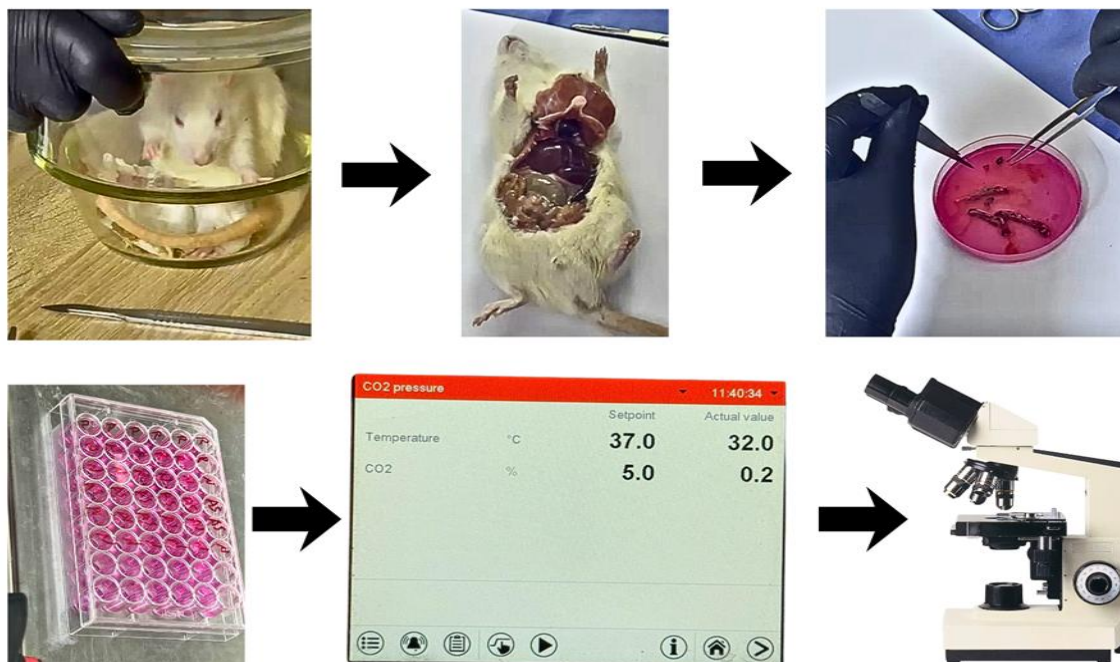 CO2 pressure 11:40:34
Setpoint Actual value
Temperature °C 37.0 32.0
CO2 % 5.0 0.2